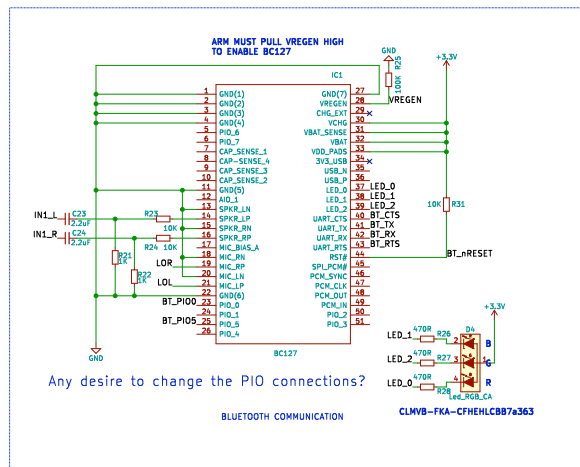 ARM MUST PULL VREGEN HIGH
TO ENABLE BC127
GND
R25
100K
+3.3V
IC1
VREGEN
1 GND(1) GND(7) 27
2 GND(2) VREGEN 28
3 GND(3) CHG_EXT 29
4 GND(4) VCHG 30
5 PIO_6 VBAT_SENSE 31
6 PIO_7 VBAT 32
7 CAP_SENSE_1 VDD_PADS 33
8 CAP-SENSE_4 3V3_USB 34
9 CAP_SENSE_3 USB_N 35
10 CAP_SENSE_2 USB_P 36
11 GND(5) LED_0 37 LED_0
12 AIO_1 LED_1 38 LED_1
13 SPKR_LN LED_2 39 LED_2
IN1_L C23 2.2uF R23 10K 14 SPKR_LP UART_CTS 40 BT_CTS
15 SPKR_RN UART_TX 41 BT_TX
IN1_R C24 2.2uF R24 10K 16 SPKR_RP UART_RX 42 BT_RX
17 MIC_BIAS_A UART_RTS 43 BT_RTS
R21 1K 18 MIC_RN RST# 44 BT_nRESET
10K R31
LOR 19 MIC_RP SPL_PCM# 45
R22 1K 20 MIC_LN PCM_SYNC 46
LOL 21 MIC_LP PCM_CLK 47
22 GND(6) PCM_OUT 48
BT_PIO0 23 PIO_0 PCM_IN 49
24 PIO_1 PIO_2 50
BT_PIO5 25 PIO_5 PIO_3 51
26 PIO_4
GND
BC127
+3.3V
D4
LED_1 470R R26 2 B
LED_2 470R R27 3 1 G
LED_0 470R R28 4 R
Led_RGB_CA
CLMVB-FKA-CFHEHLCBB7a363
Any desire to change the PIO connections?
BLUETOOTH COMMUNICATION